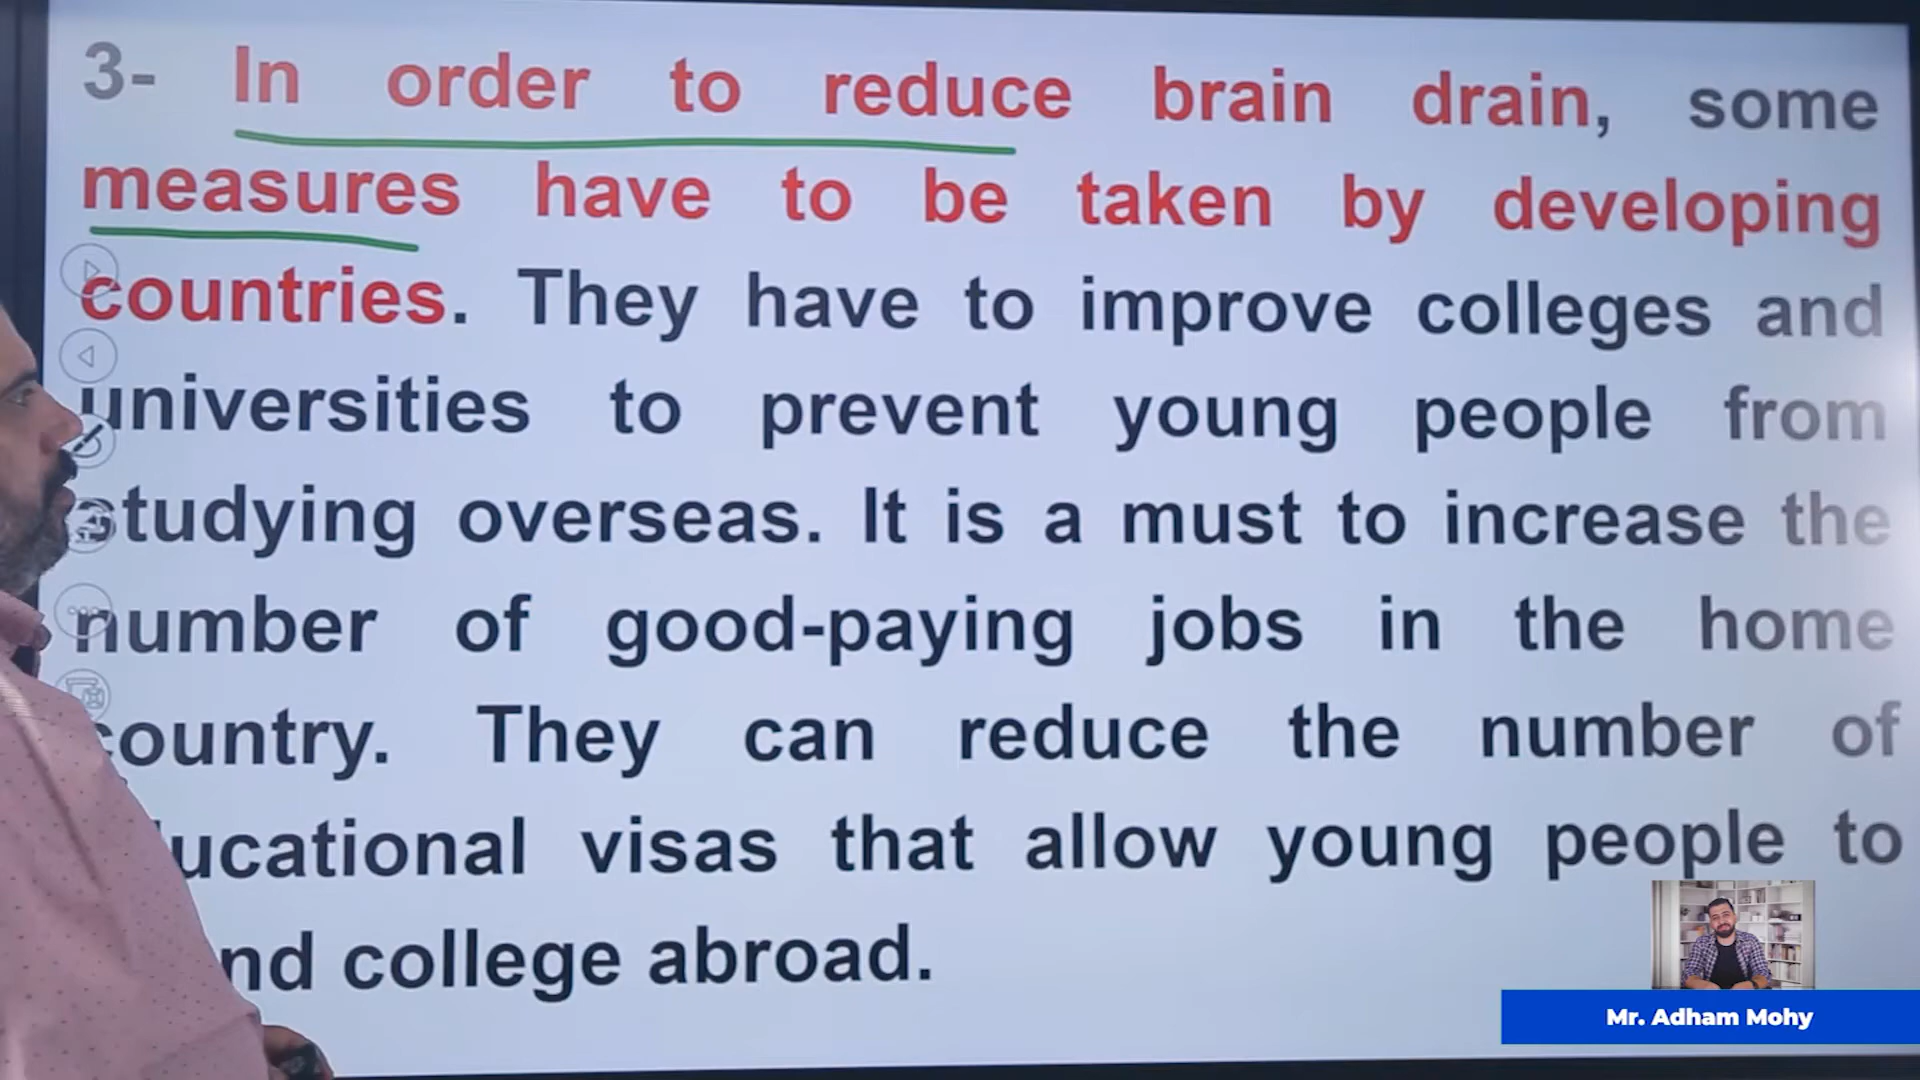 3- In order to reduce brain drain, some
measures have to be taken by developing
countries. They have to improve colleges and
universities to prevent young people from
studying overseas. It is a must to increase the
number of good-paying jobs in the home
country. They can reduce the number of
ucational visas that allow young people to
nd college abroad.
Mr. Adham Mohy